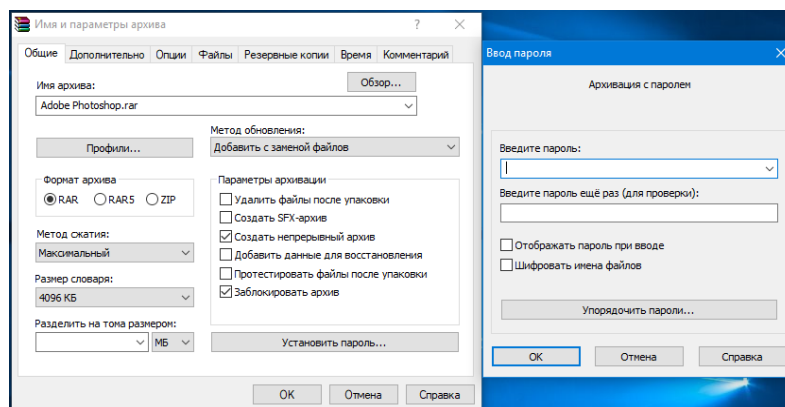 Имя и параметры архива
Общие Дополнительно Опции Файлы Резервные копии Время Комментарий
Имя архива:
Обзор...
Adobe Photoshop.rar
Профили...
Метод обновления:
Добавить с заменой файлов
Формат архива
RAR RAR5 ZIP
Метод сжатия:
Максимальный
Размер словаря:
4096 КБ
Разделить на тома размером:
МБ
Параметры архивации
Удалить файлы после упаковки
Создать SFX-архив
Создать непрерывный архив
Добавить данные для восстановления
Протестировать файлы после упаковки
Заблокировать архив
Установить пароль...
ОК Отмена Справка
Ввод пароля
Архивация с паролем
Введите пароль:
Введите пароль ещё раз (для проверки):
Отображать пароль при вводе
Шифровать имена файлов
Упорядочить пароли...
ОК Отмена Справка